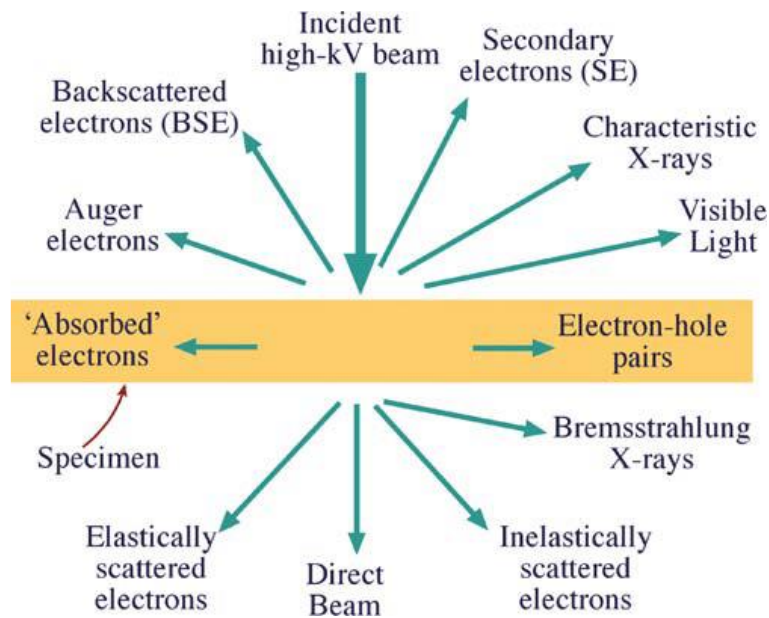 Incident
high-kV beam
Secondary
electrons (SE)
Backscattered
electrons (BSE)
Characteristic
X-rays
Auger
electrons
Visible
Light
‘Absorbed’
electrons
Electron-hole
pairs
Specimen
Bremsstrahlung
X-rays
Elastically
scattered
electrons
Direct
Beam
Inelastically
scattered
electrons